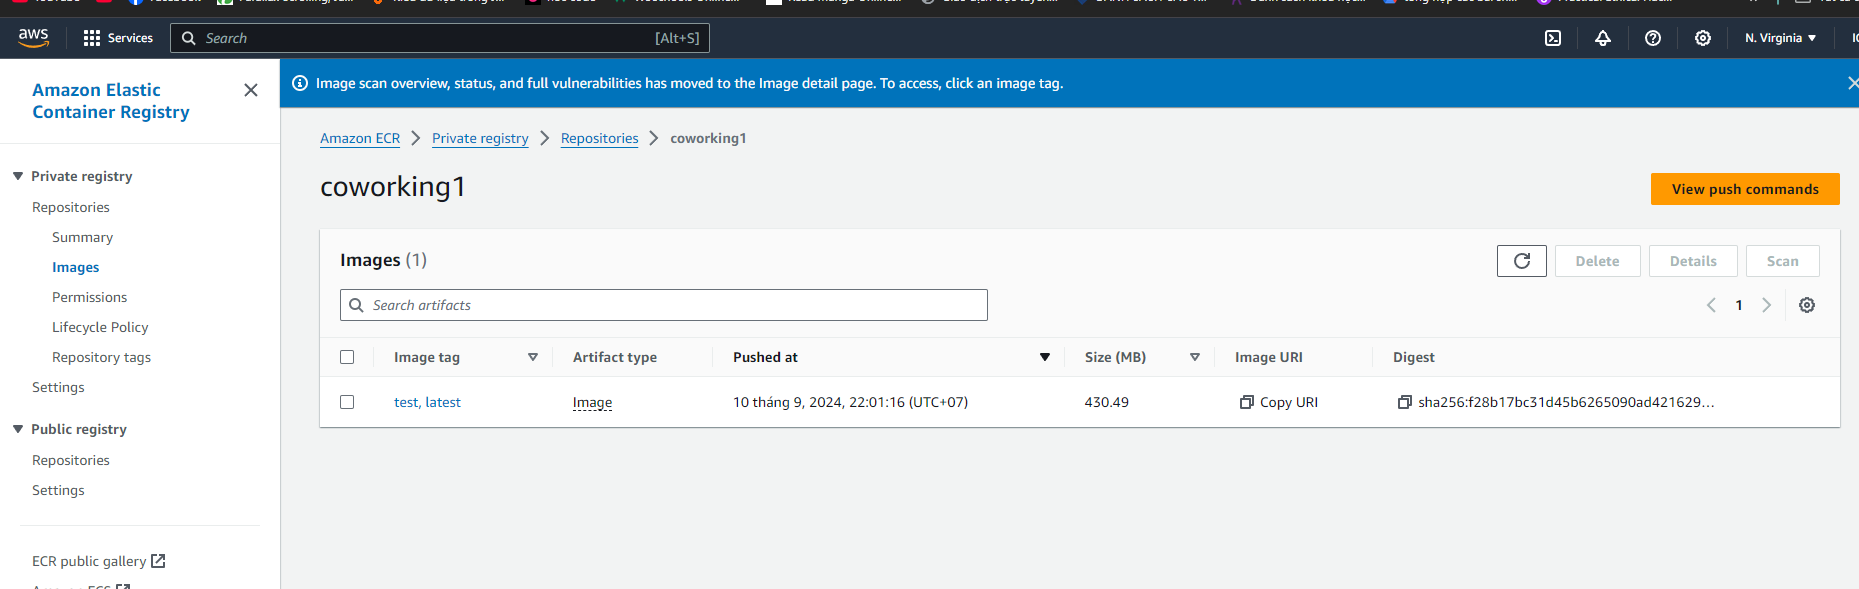 aws Services Search [Alt+S] N. Virginia
Amazon Elastic
Container Registry
Private registry
Repositories
Summary
Images
Permissions
Lifecycle Policy
Repository tags
Settings
Public registry
Repositories
Settings
ECR public gallery
Image scan overview, status, and full vulnerabilities has moved to the Image detail page. To access, click an image tag.
Amazon ECR Private registry Repositories coworking1
coworking1
View push commands
Images (1)
Delete Details Scan
Search artifacts
1
Image tag Artifact type Pushed at Size (MB) Image URI Digest
test, latest Image 10 tháng 9, 2024, 22:01:16 (UTC+07) 430.49 Copy URI sha256:f28b17bc31d45b6265090ad421629...